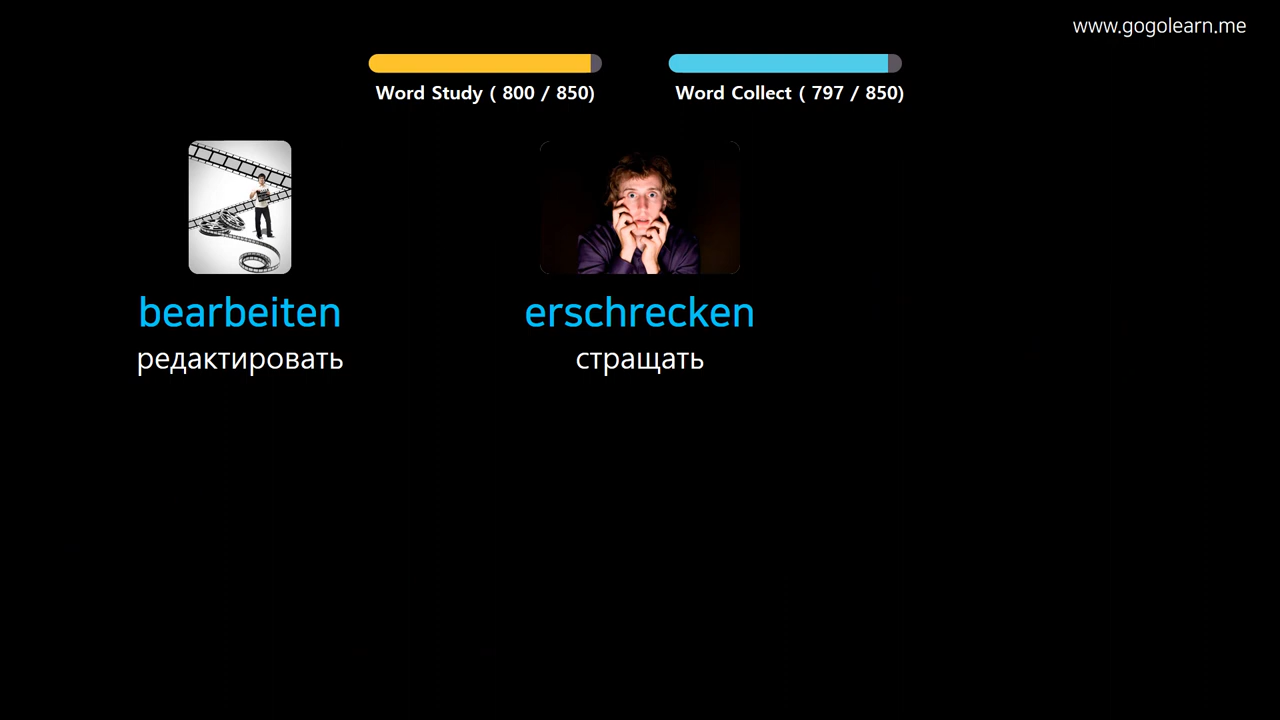 www.gogolearn.me
Word Study ( 800 / 850)
Word Collect ( 797 / 850)
bearbeiten
редактировать
erschrecken
стращать